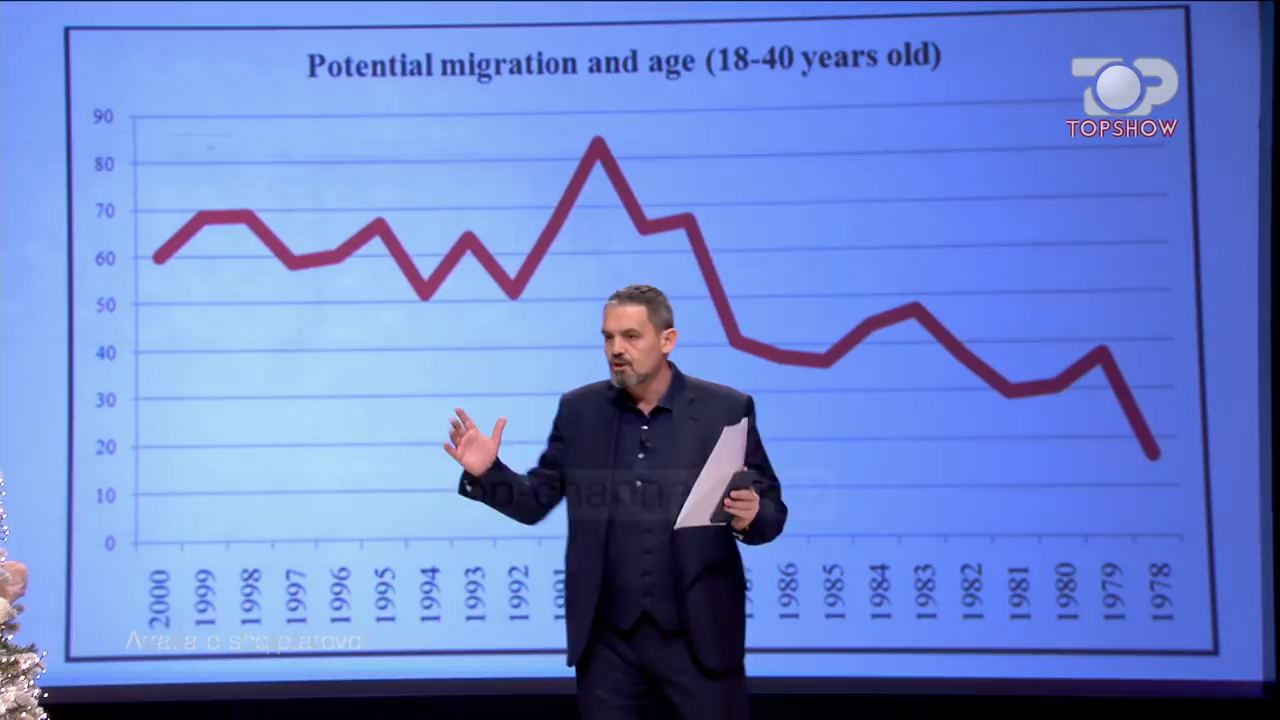 Potential migration and age (18-40 years old)
TOP
TOPSHOW
90
80
70
60
50
40
30
20
10
0
2000 1999 1998 1997 1996 1995 1994 1993 1992 1986 1985 1984 1983 1982 1981 1980 1979 1978